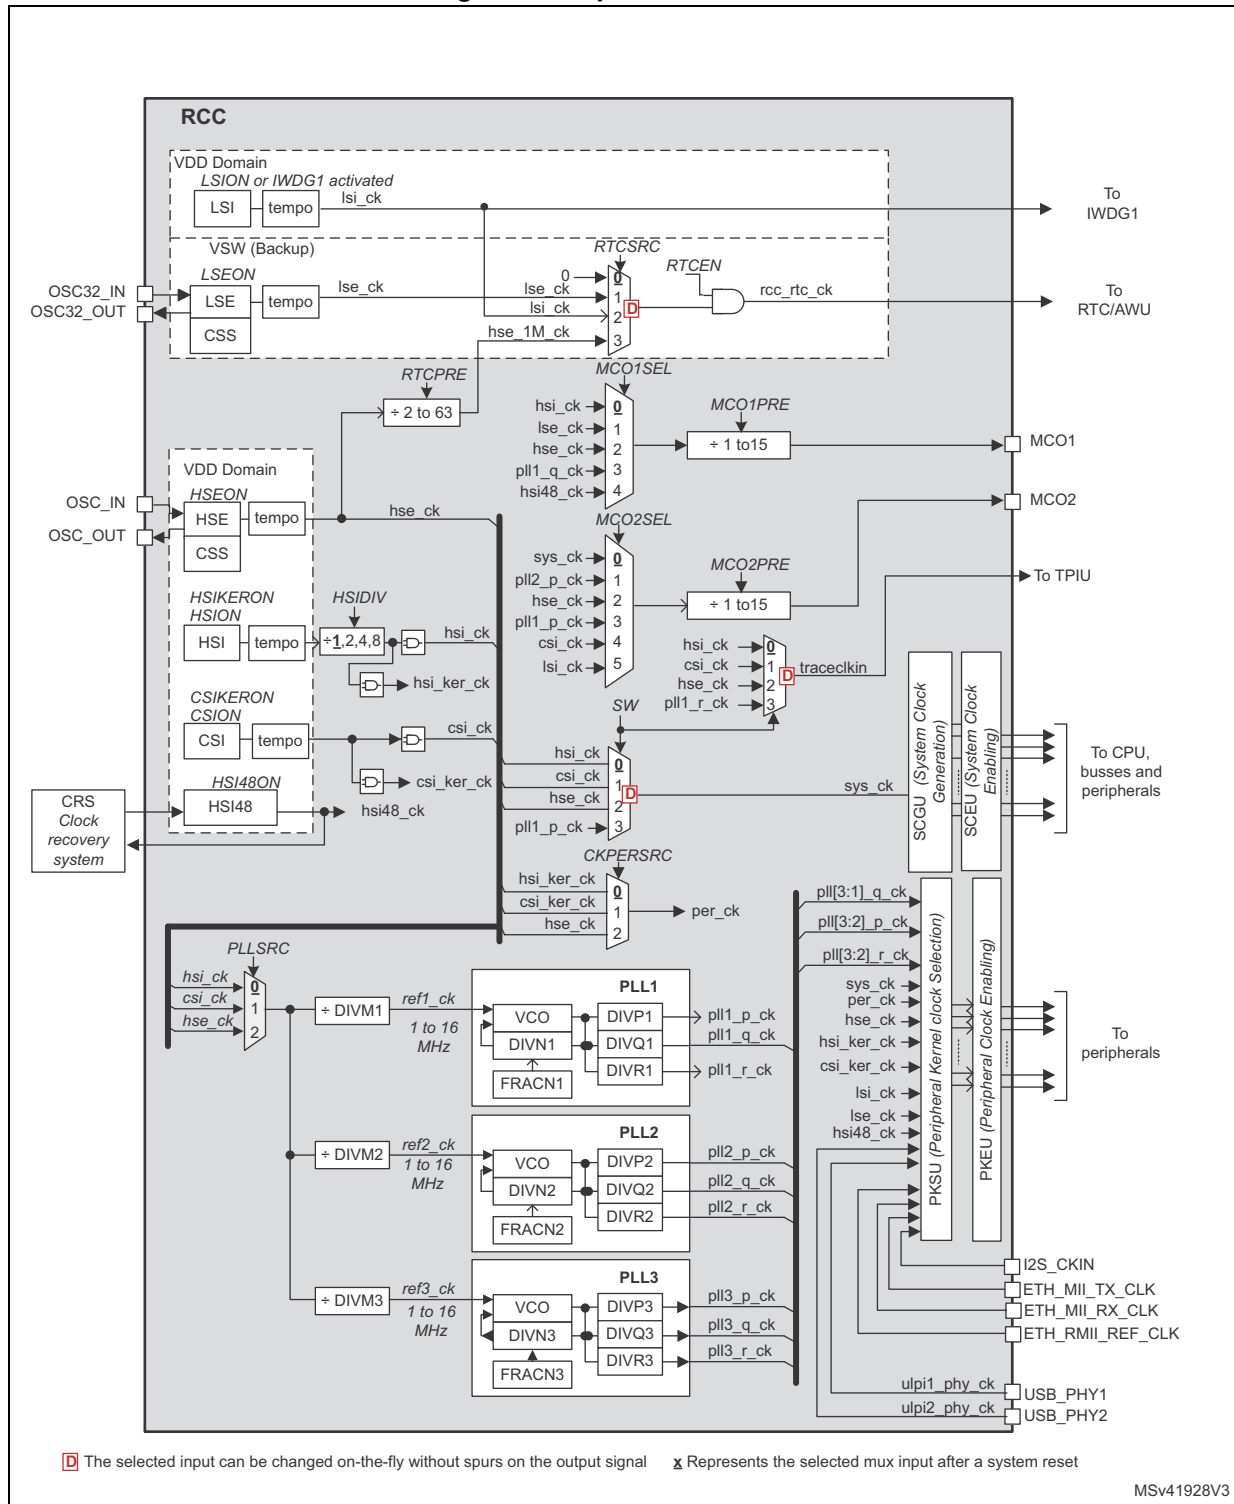 RCC
VDD Domain
LSION or IWDG1 activated
LSI
tempo
lsi_ck
To
IWDG1
VSW (Backup)
RTCSRC
LSEON
RTCEN
OSC32_IN
OSC32_OUT
LSE
tempo
CSS
lse_ck
0
lse_ck
lsi_ck
hse_1M_ck
0
1
2
3
D
rcc_rtc_ck
To
RTC/AWU
RTCPRE
÷ 2 to 63
MCO1SEL
hsi_ck
lse_ck
hse_ck
pll1_q_ck
hsi48_ck
0
1
2
3
4
MCO1PRE
÷ 1 to15
MCO1
VDD Domain
HSEON
OSC_IN
OSC_OUT
HSE
tempo
CSS
hse_ck
MCO2SEL
sys_ck
pll2_p_ck
hse_ck
pll1_p_ck
csi_ck
lsi_ck
0
1
2
3
4
5
MCO2PRE
÷ 1 to15
MCO2
HSIKERON
HSION
HSI
tempo
HSIDIV
÷1,2,4,8
hsi_ck
hsi_ker_ck
hsi_ck
csi_ck
hse_ck
pll1_r_ck
0
1
2
3
D
traceclkin
To TPIU
CSIKERON
CSION
CSI
tempo
csi_ck
csi_ker_ck
HSI48ON
HSI48
hsi48_ck
CRS
Clock
recovery
system
SW
hsi_ck
csi_ck
hse_ck
pll1_p_ck
0
1
2
3
D
sys_ck
SCGU (System Clock
Generation)
SCEU (System Clock
Enabling)
To CPU,
busses and
peripherals
CKPERSRC
hsi_ker_ck
csi_ker_ck
hse_ck
0
1
2
per_ck
PLLSRC
hsi_ck
csi_ck
hse_ck
0
1
2
÷ DIVM1
ref1_ck
1 to 16
MHz
PLL1
VCO
DIVN1
FRACN1
DIVP1
DIVQ1
DIVR1
pll1_p_ck
pll1_q_ck
pll1_r_ck
÷ DIVM2
ref2_ck
1 to 16
MHz
PLL2
VCO
DIVN2
FRACN2
DIVP2
DIVQ2
DIVR2
pll2_p_ck
pll2_q_ck
pll2_r_ck
÷ DIVM3
ref3_ck
1 to 16
MHz
PLL3
VCO
DIVN3
FRACN3
DIVP3
DIVQ3
DIVR3
pll3_p_ck
pll3_q_ck
pll3_r_ck
pll[3:1]_q_ck
pll[3:2]_p_ck
pll[3:2]_r_ck
sys_ck
per_ck
hse_ck
hsi_ker_ck
csi_ker_ck
lsi_ck
lse_ck
hsi48_ck
PKSU (Peripheral Kernel clock Selection)
PKEU (Peripheral Clock Enabling)
To
peripherals
I2S_CKIN
ETH_MII_TX_CLK
ETH_MII_RX_CLK
ETH_RMII_REF_CLK
ulpi1_phy_ck
USB_PHY1
ulpi2_phy_ck
USB_PHY2
D The selected input can be changed on-the-fly without spurs on the output signal
x Represents the selected mux input after a system reset
MSv41928V3